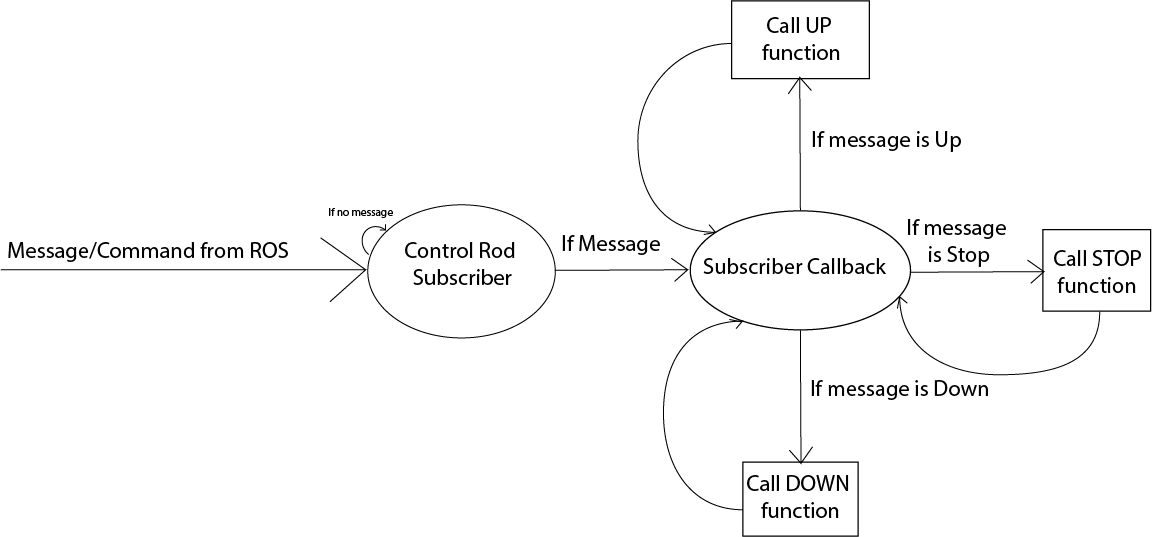 Call UP
function
If message is Up
If no message
Message/Command from ROS
Control Rod
Subscriber
If Message
Subscriber Callback
If message
is Stop
Call STOP
function
If message is Down
Call DOWN
function